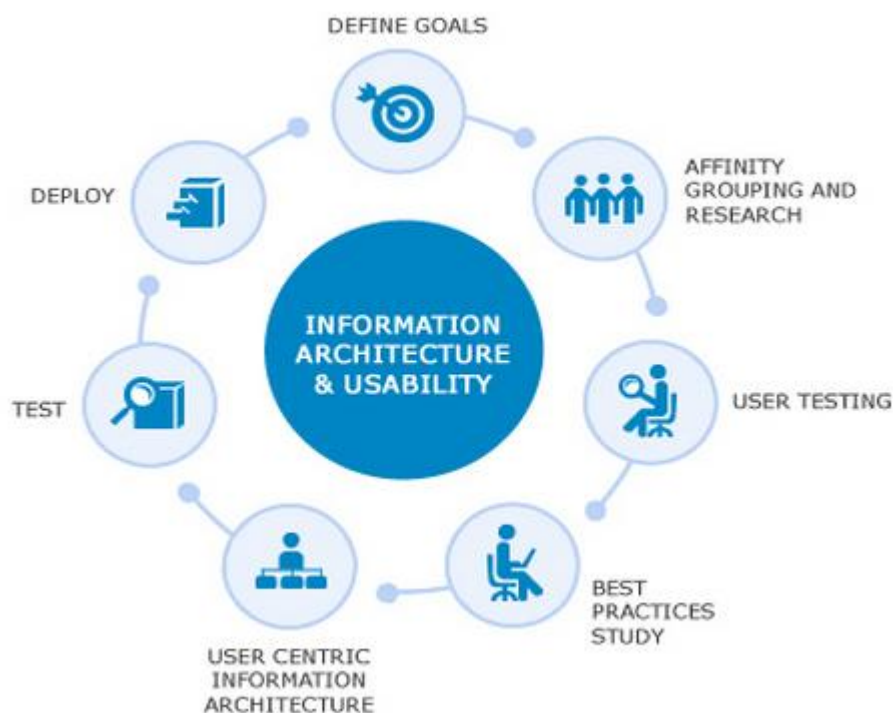 DEFINE GOALS
AFFINITY
GROUPING AND
RESEARCH
USER TESTING
BEST
PRACTICES
STUDY
USER CENTRIC
INFORMATION
ARCHITECTURE
TEST
DEPLOY
INFORMATION
ARCHITECTURE
& USABILITY